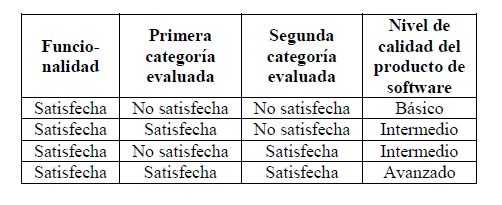 Funcio-
nalidad
Primera
categoría
evaluada
Segunda
categoría
evaluada
Nivel de
calidad del
producto de
software
Satisfecha No satisfecha No satisfecha Básico
Satisfecha Satisfecha No satisfecha Intermedio
Satisfecha No satisfecha Satisfecha Intermedio
Satisfecha Satisfecha Satisfecha Avanzado